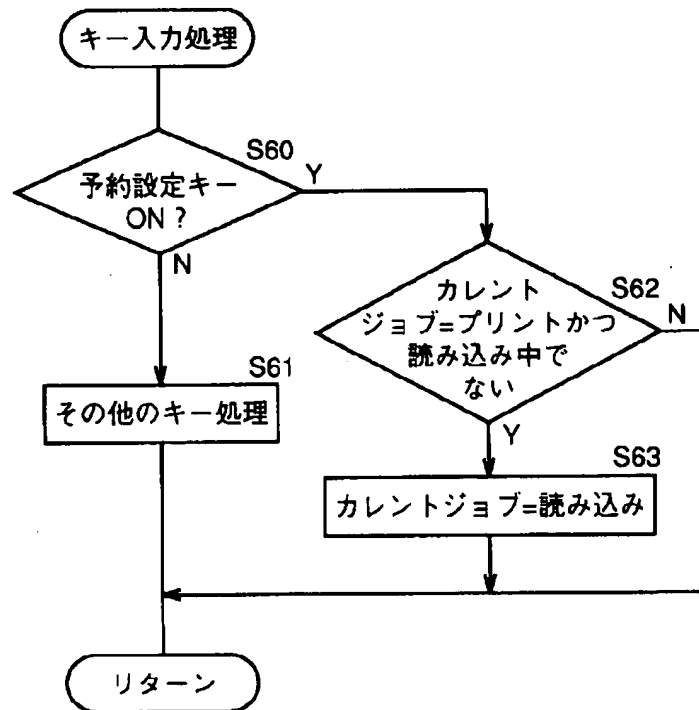 キー入力処理
S60
予約設定キー
ON?
Y
N
S62
カレント
ジョブ=プリントかつ
読み込み中で
ない
N
Y
S61
その他のキー処理
S63
カレントジョブ=読み込み
リターン